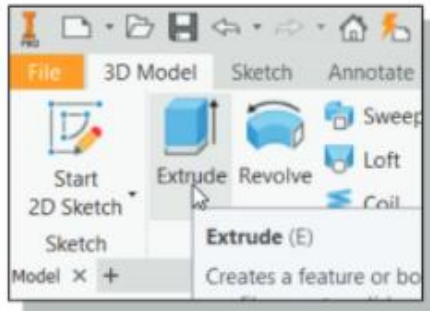 PRO
File 3D Model Sketch Annotate
Start
2D Sketch
Extrude
Revolve
Sweep
Loft
Coil
Sketch
Model × +
Extrude (E)
Creates a feature or bo